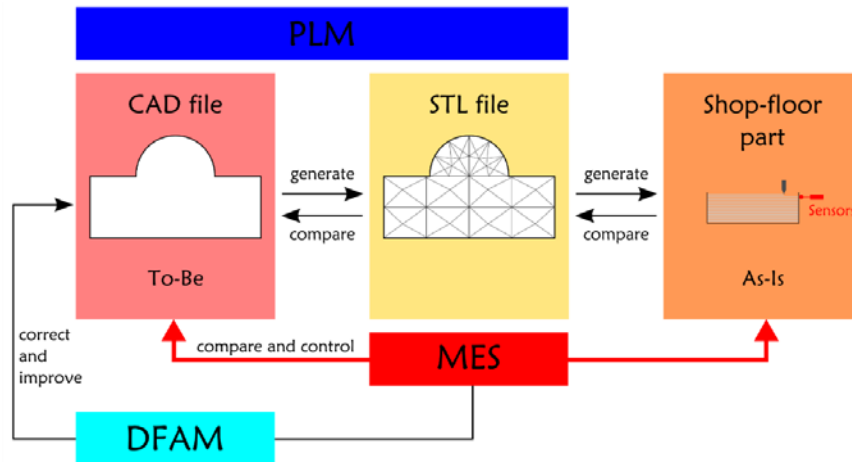 PLM
CAD file
STL file
Shop-floor
part
generate
compare
generate
compare
Sensors
To-Be
As-Is
correct
and
improve
compare and control
MES
DFAM